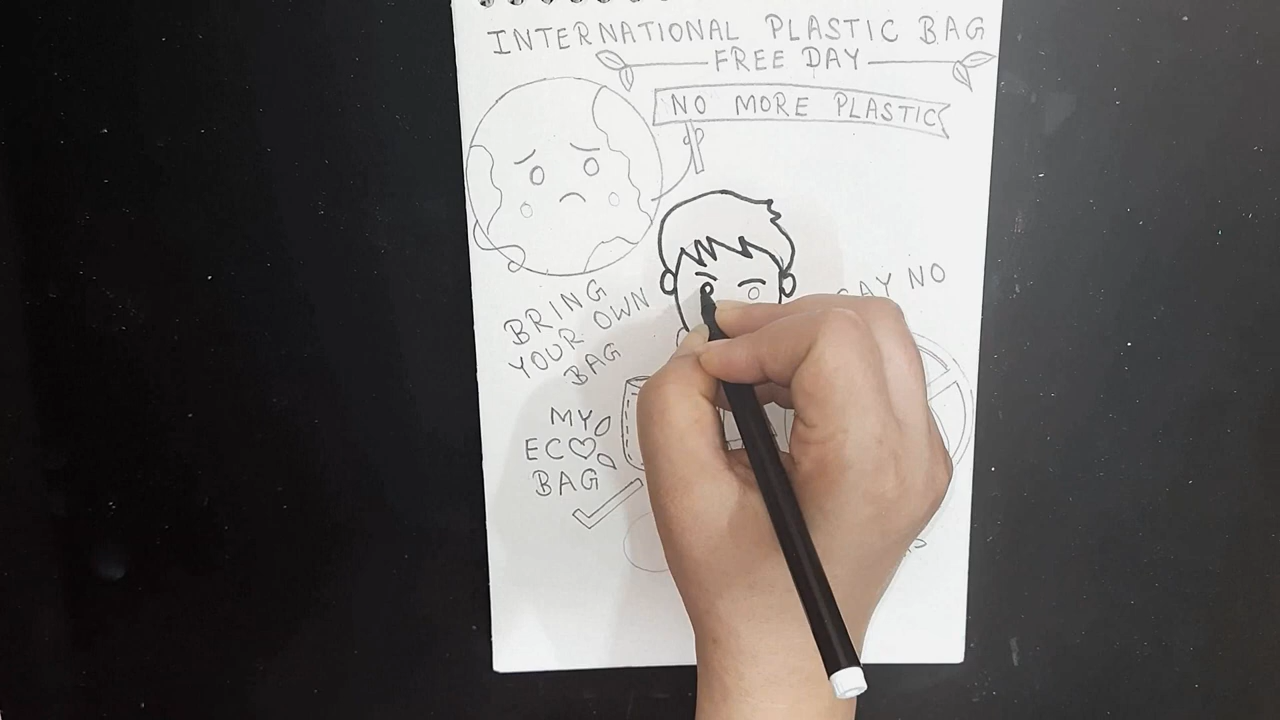 INTERNATIONAL PLASTIC BAG
FREE DAY
NO MORE PLASTIC
BRING
YOUR OWN
BAG
SAY NO
MY
ECO
BAG